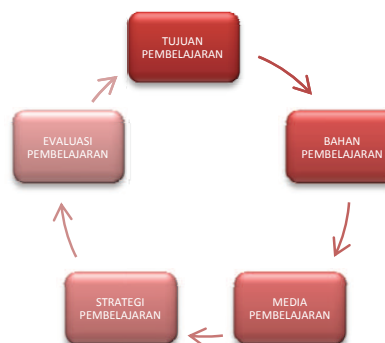 TUJUAN
PEMBELAJARAN
BAHAN
PEMBELAJARAN
MEDIA
PEMBELAJARAN
STRATEGI
PEMBELAJARAN
EVALUASI
PEMBELAJARAN